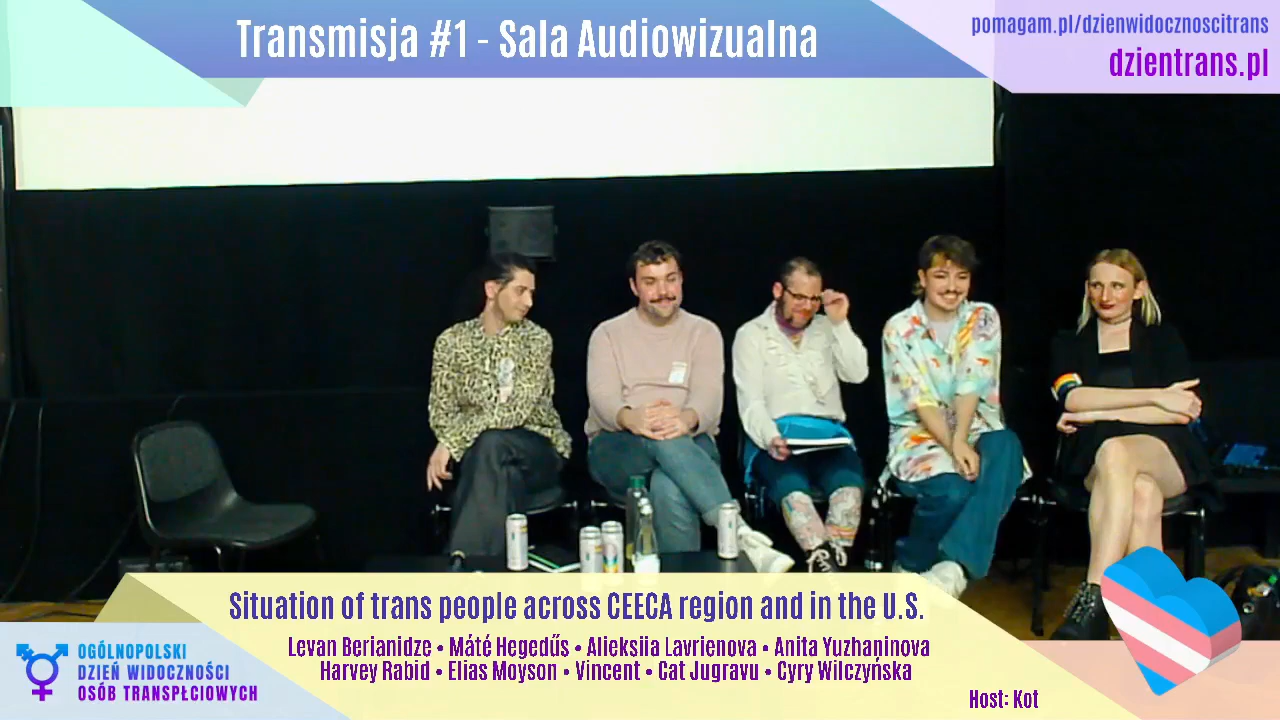 Transmisja #1 - Sala Audiowizualna
pomagam.pl/dzienwidocznoscitrans
dzientrans.pl
Situation of trans people across CEECA region and in the U.S.
Levan Berianidze • Máté Hegedűs • Alieksiia Lavrienova • Anita Yuzhaninova
Harvey Rabid • Elias Moyson • Vincent • Cat Jugravu • Cyry Wilczyńska
Host: Kot
OGÓLNOPOLSKI
DZIEŃ WIDOCZNOŚCI
OSÓB TRANSPŁCIOWYCH